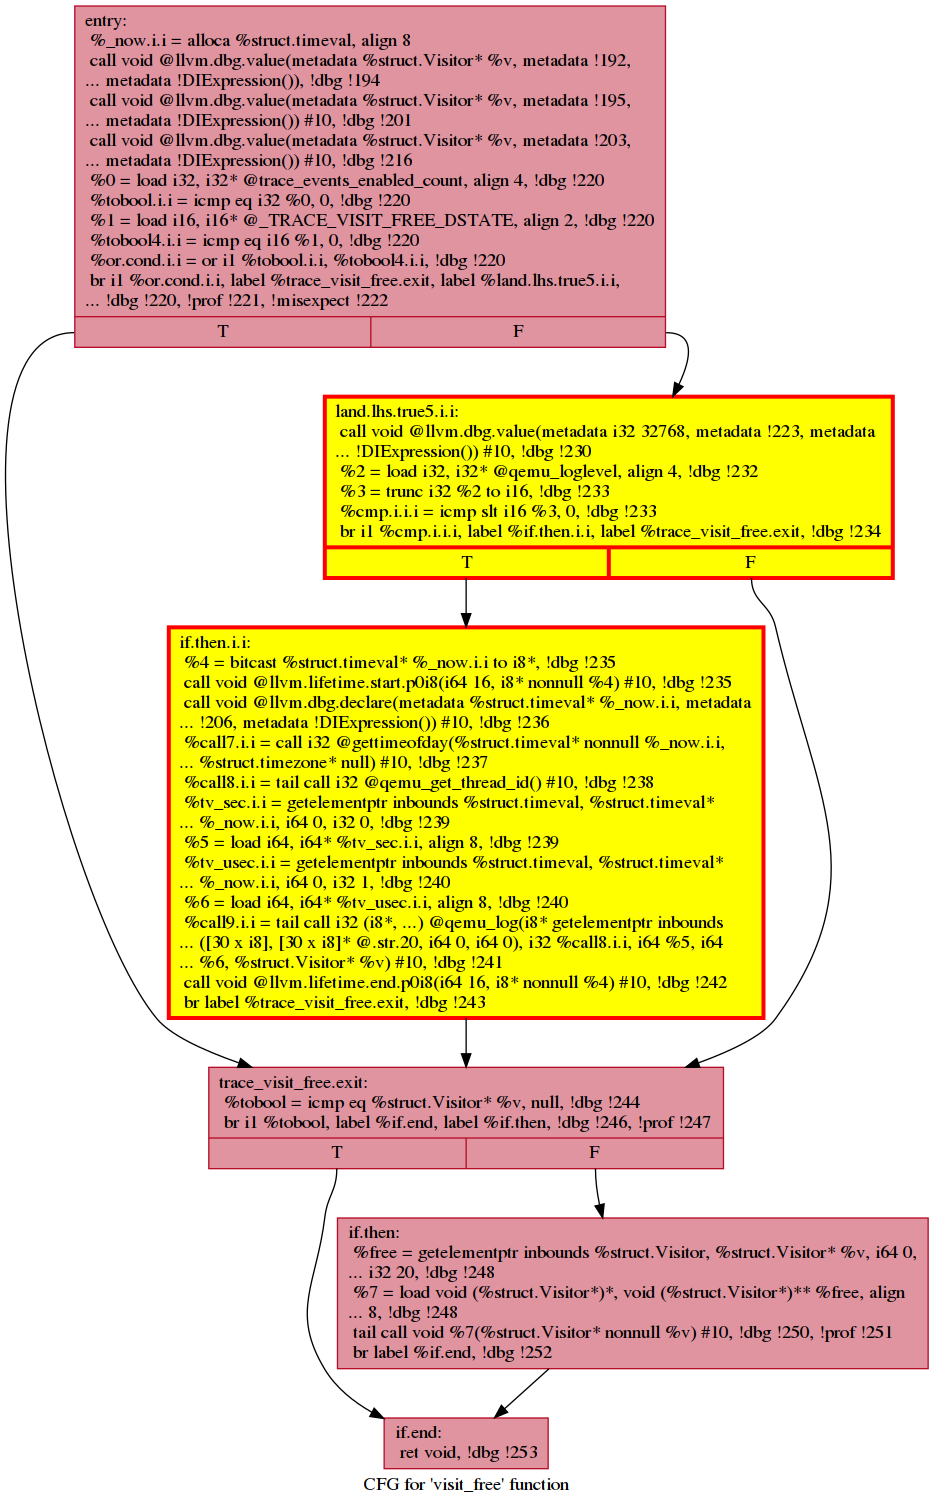 entry:
%_now.i.i = alloca %struct.timeval, align 8
call void @llvm.dbg.value(metadata %struct.Visitor* %v, metadata !192,
... metadata !DIExpression()), !dbg !194
call void @llvm.dbg.value(metadata %struct.Visitor* %v, metadata !195,
... metadata !DIExpression()) #10, !dbg !201
call void @llvm.dbg.value(metadata %struct.Visitor* %v, metadata !203,
... metadata !DIExpression()) #10, !dbg !216
%0 = load i32, i32* @trace_events_enabled_count, align 4, !dbg !220
%tobool.i.i = icmp eq i32 %0, 0, !dbg !220
%1 = load i16, i16* @_TRACE_VISIT_FREE_DSTATE, align 2, !dbg !220
%tobool4.i.i = icmp eq i16 %1, 0, !dbg !220
%or.cond.i.i = or i1 %tobool.i.i, %tobool4.i.i, !dbg !220
br i1 %or.cond.i.i, label %trace_visit_free.exit, label %land.lhs.true5.i.i,
... !dbg !220, !prof !221, !misexpect !222
T F
land.lhs.true5.i.i:
call void @llvm.dbg.value(metadata i32 32768, metadata !223, metadata
... !DIExpression()) #10, !dbg !230
%2 = load i32, i32* @qemu_loglevel, align 4, !dbg !232
%3 = trunc i32 %2 to i16, !dbg !233
%cmp.i.i.i = icmp slt i16 %3, 0, !dbg !233
br i1 %cmp.i.i.i, label %if.then.i.i, label %trace_visit_free.exit, !dbg !234
T F
if.then.i.i:
%4 = bitcast %struct.timeval* %_now.i.i to i8*, !dbg !235
call void @llvm.lifetime.start.p0i8(i64 16, i8* nonnull %4) #10, !dbg !235
call void @llvm.dbg.declare(metadata %struct.timeval* %_now.i.i, metadata
... !206, metadata !DIExpression()) #10, !dbg !236
%call7.i.i = call i32 @gettimeofday(%struct.timeval* nonnull %_now.i.i,
... %struct.timezone* null) #10, !dbg !237
%call8.i.i = tail call i32 @qemu_get_thread_id() #10, !dbg !238
%tv_sec.i.i = getelementptr inbounds %struct.timeval, %struct.timeval*
... %_now.i.i, i64 0, i32 0, !dbg !239
%5 = load i64, i64* %tv_sec.i.i, align 8, !dbg !239
%tv_usec.i.i = getelementptr inbounds %struct.timeval, %struct.timeval*
... %_now.i.i, i64 0, i32 1, !dbg !240
%6 = load i64, i64* %tv_usec.i.i, align 8, !dbg !240
%call9.i.i = tail call i32 (i8*, ...) @qemu_log(i8* getelementptr inbounds
... ([30 x i8], [30 x i8]* @.str.20, i64 0, i64 0), i32 %call8.i.i, i64 %5, i64
... %6, %struct.Visitor* %v) #10, !dbg !241
call void @llvm.lifetime.end.p0i8(i64 16, i8* nonnull %4) #10, !dbg !242
br label %trace_visit_free.exit, !dbg !243
trace_visit_free.exit:
%tobool = icmp eq %struct.Visitor* %v, null, !dbg !244
br i1 %tobool, label %if.end, label %if.then, !dbg !246, !prof !247
T F
if.then:
%free = getelementptr inbounds %struct.Visitor, %struct.Visitor* %v, i64 0,
... i32 20, !dbg !248
%7 = load void (%struct.Visitor*)*, void (%struct.Visitor*)** %free, align
... 8, !dbg !248
tail call void %7(%struct.Visitor* nonnull %v) #10, !dbg !250, !prof !251
br label %if.end, !dbg !252
if.end:
ret void, !dbg !253
CFG for 'visit_free' function